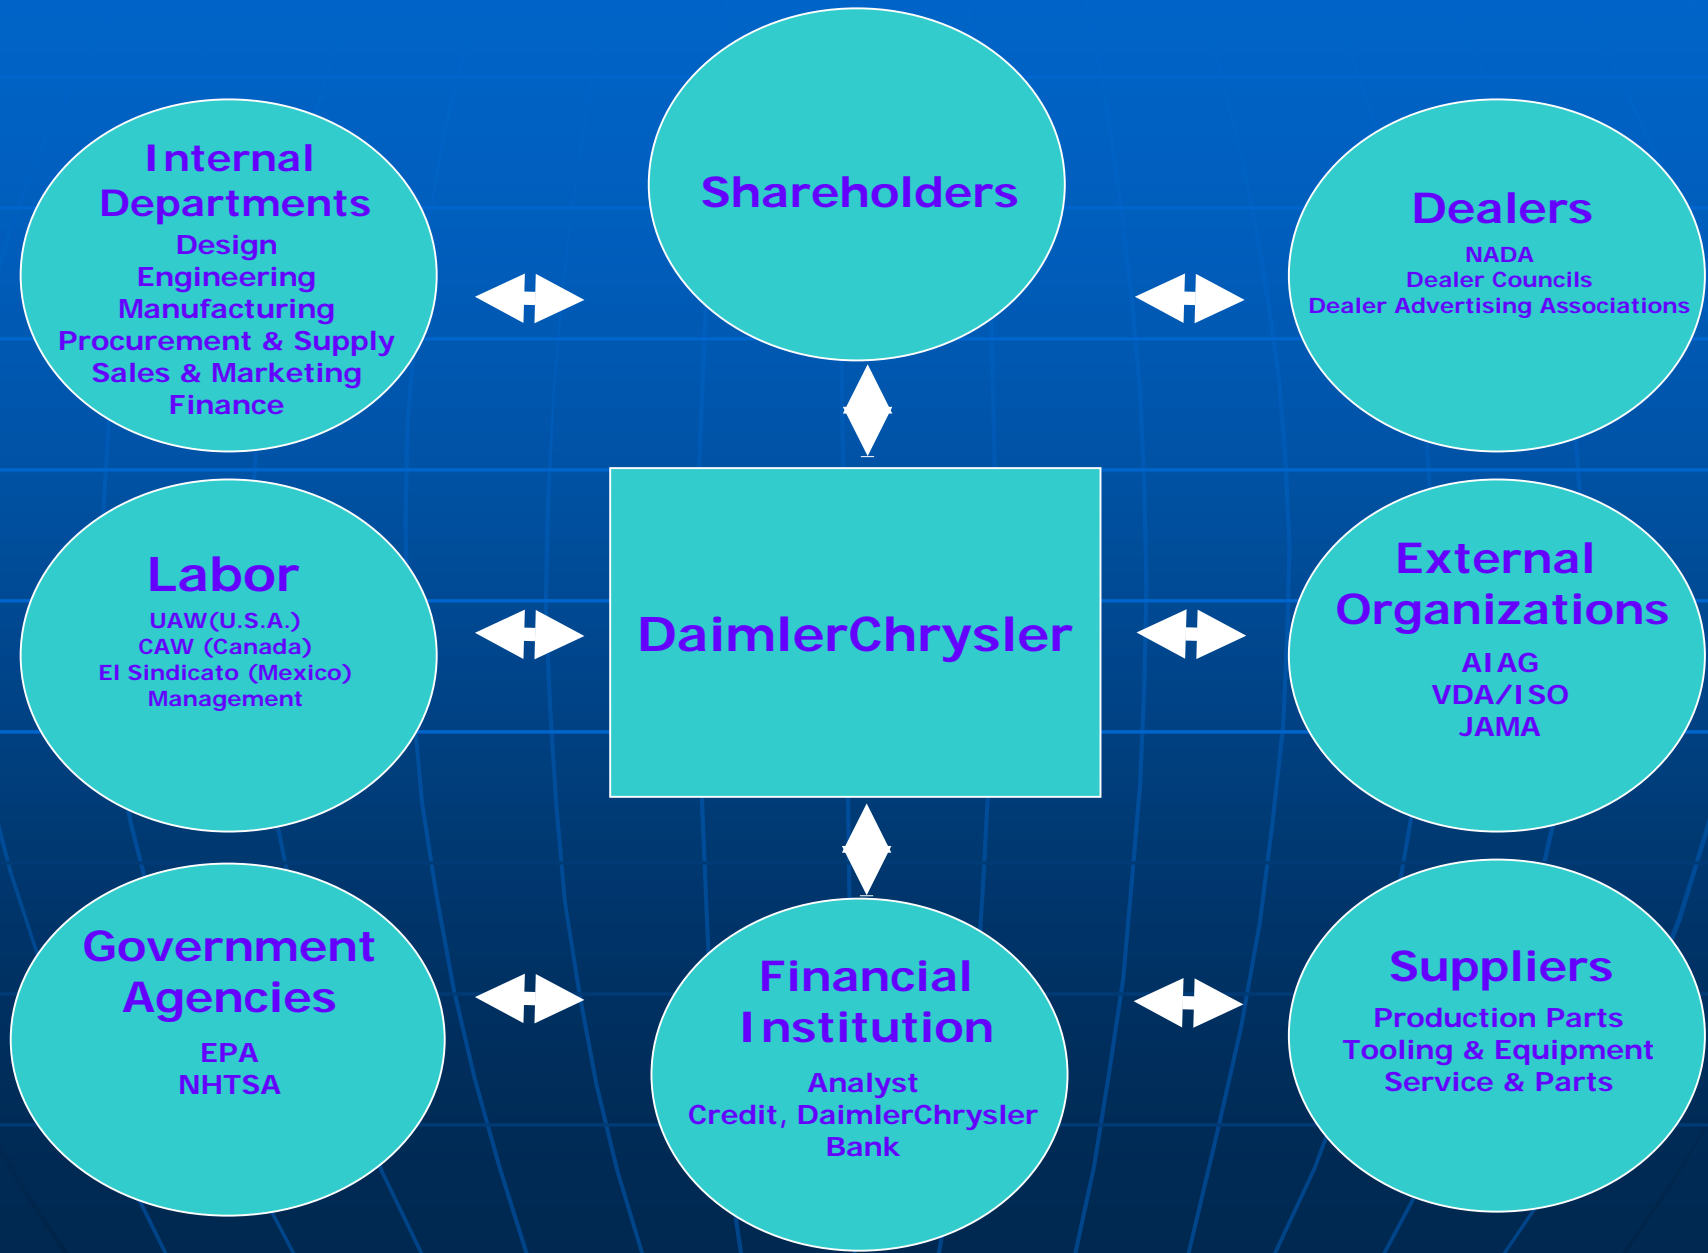 Internal
Departments
Design
Engineering
Manufacturing
Procurement & Supply
Sales & Marketing
Finance
Shareholders
Dealers
NADA
Dealer Councils
Dealer Advertising Associations
Labor
UAW(U.S.A.)
CAW (Canada)
El Sindicato (Mexico)
Management
DaimlerChrysler
External
Organizations
AIAG
VDA/ISO
JAMA
Government
Agencies
EPA
NHTSA
Financial
Institution
Analyst
Credit, DaimlerChrysler
Bank
Suppliers
Production Parts
Tooling & Equipment
Service & Parts